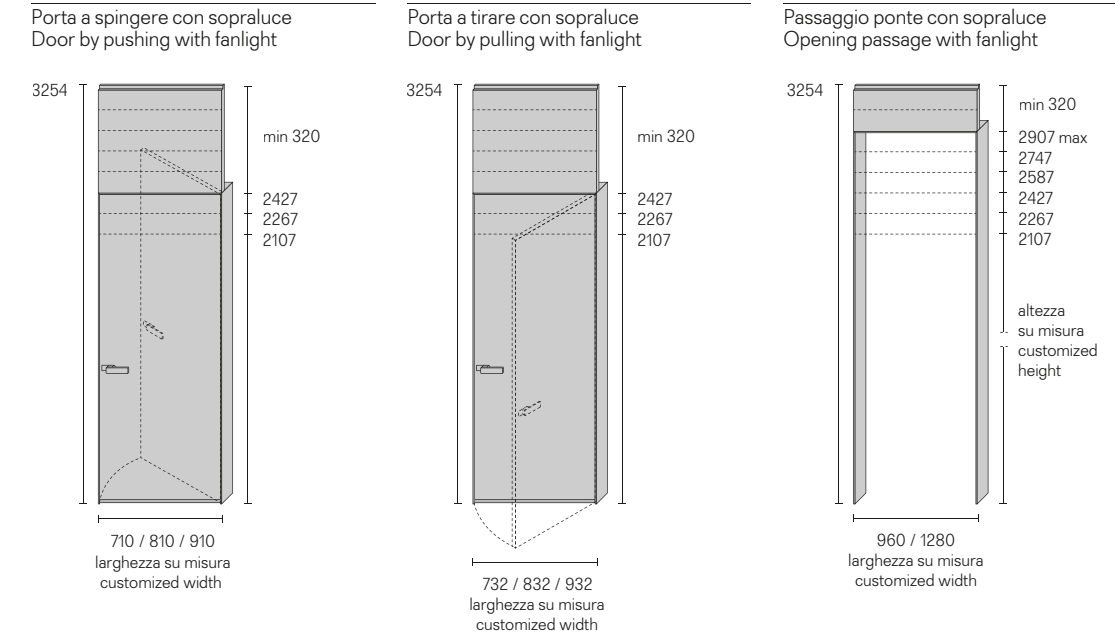 Porta a spingere con sopraluce
Door by pushing with fanlight
3254
min 320
2427
2267
2107
710 / 810 / 910
larghezza su misura
customized width
Porta a tirare con sopraluce
Door by pulling with fanlight
3254
min 320
2427
2267
2107
732 / 832 / 932
larghezza su misura
customized width
Passaggio ponte con sopraluce
Opening passage with fanlight
3254
min 320
2907 max
2747
2587
2427
2267
2107
altezza
su misura
customized
height
960 / 1280
larghezza su misura
customized width